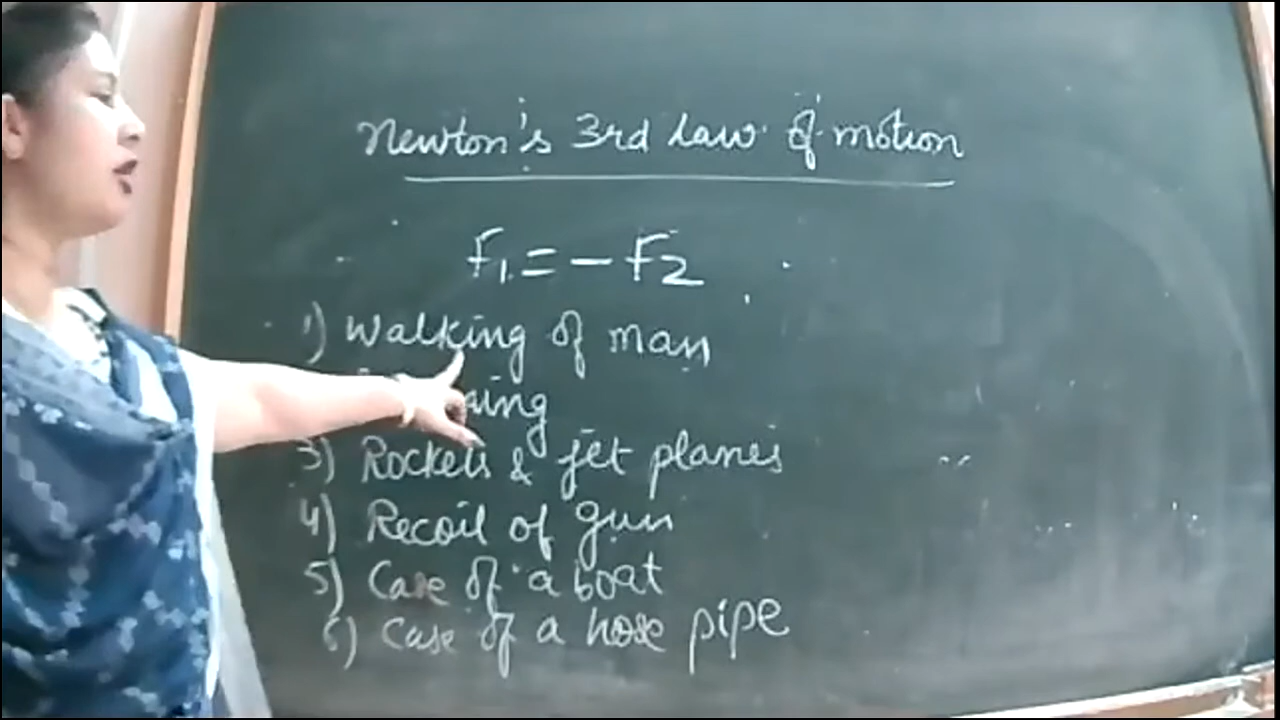 Newton's 3rd Law of motion
F1 = - F2
1) Walking of man
3) Rockets & jet planes
4) Recoil of gun
5) Case of a boat
6) Case of a hose pipe